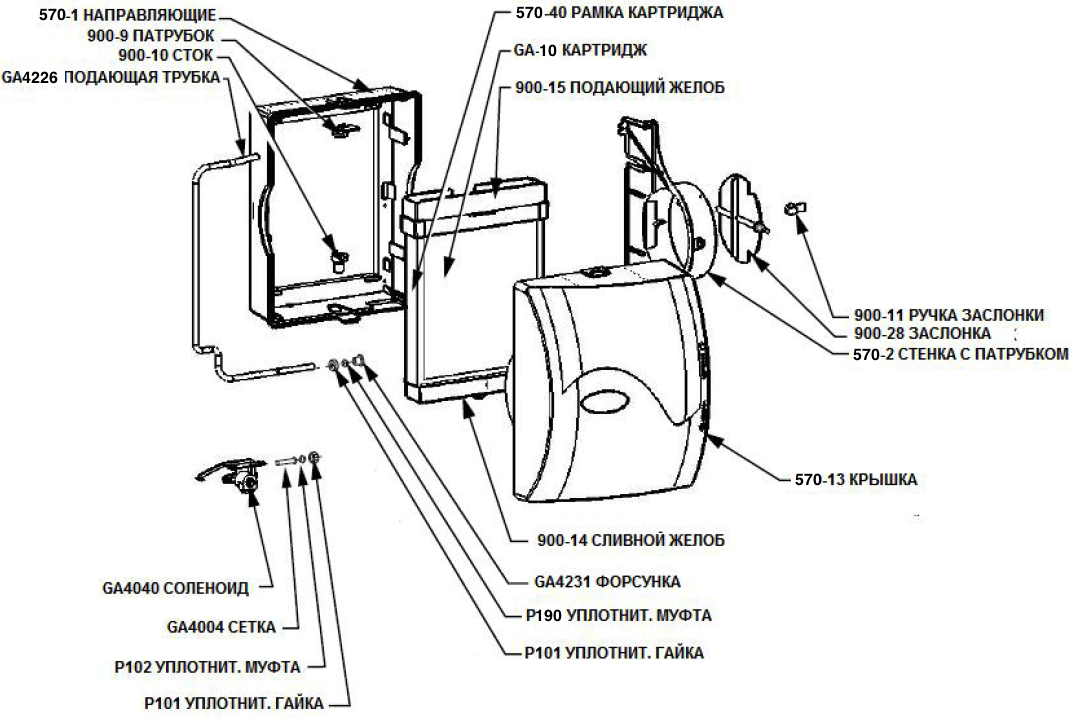 570-1 НАПРАВЛЯЮЩИЕ
900-9 ПАТРУБОК
900-10 СТОК
GA4226 ПОДАЮЩАЯ ТРУБКА
570-40 РАМКА КАРТРИДЖА
GA-10 КАРТРИДЖ
900-15 ПОДАЮЩИЙ ЖЕЛОБ
900-11 РУЧКА ЗАСЛОНКИ
900-28 ЗАСЛОНКА
570-2 СТЕНКА С ПАТРУБКОМ
570-13 КРЫШКА
900-14 СЛИВНОЙ ЖЕЛОБ
GA4231 ФОРСУНКА
P190 УПЛОТНИТ. МУФТА
P101 УПЛОТНИТ. ГАЙКА
GA4040 СОЛЕНОИД
GA4004 СЕТКА
P102 УПЛОТНИТ. МУФТА
P101 УПЛОТНИТ. ГАЙКА